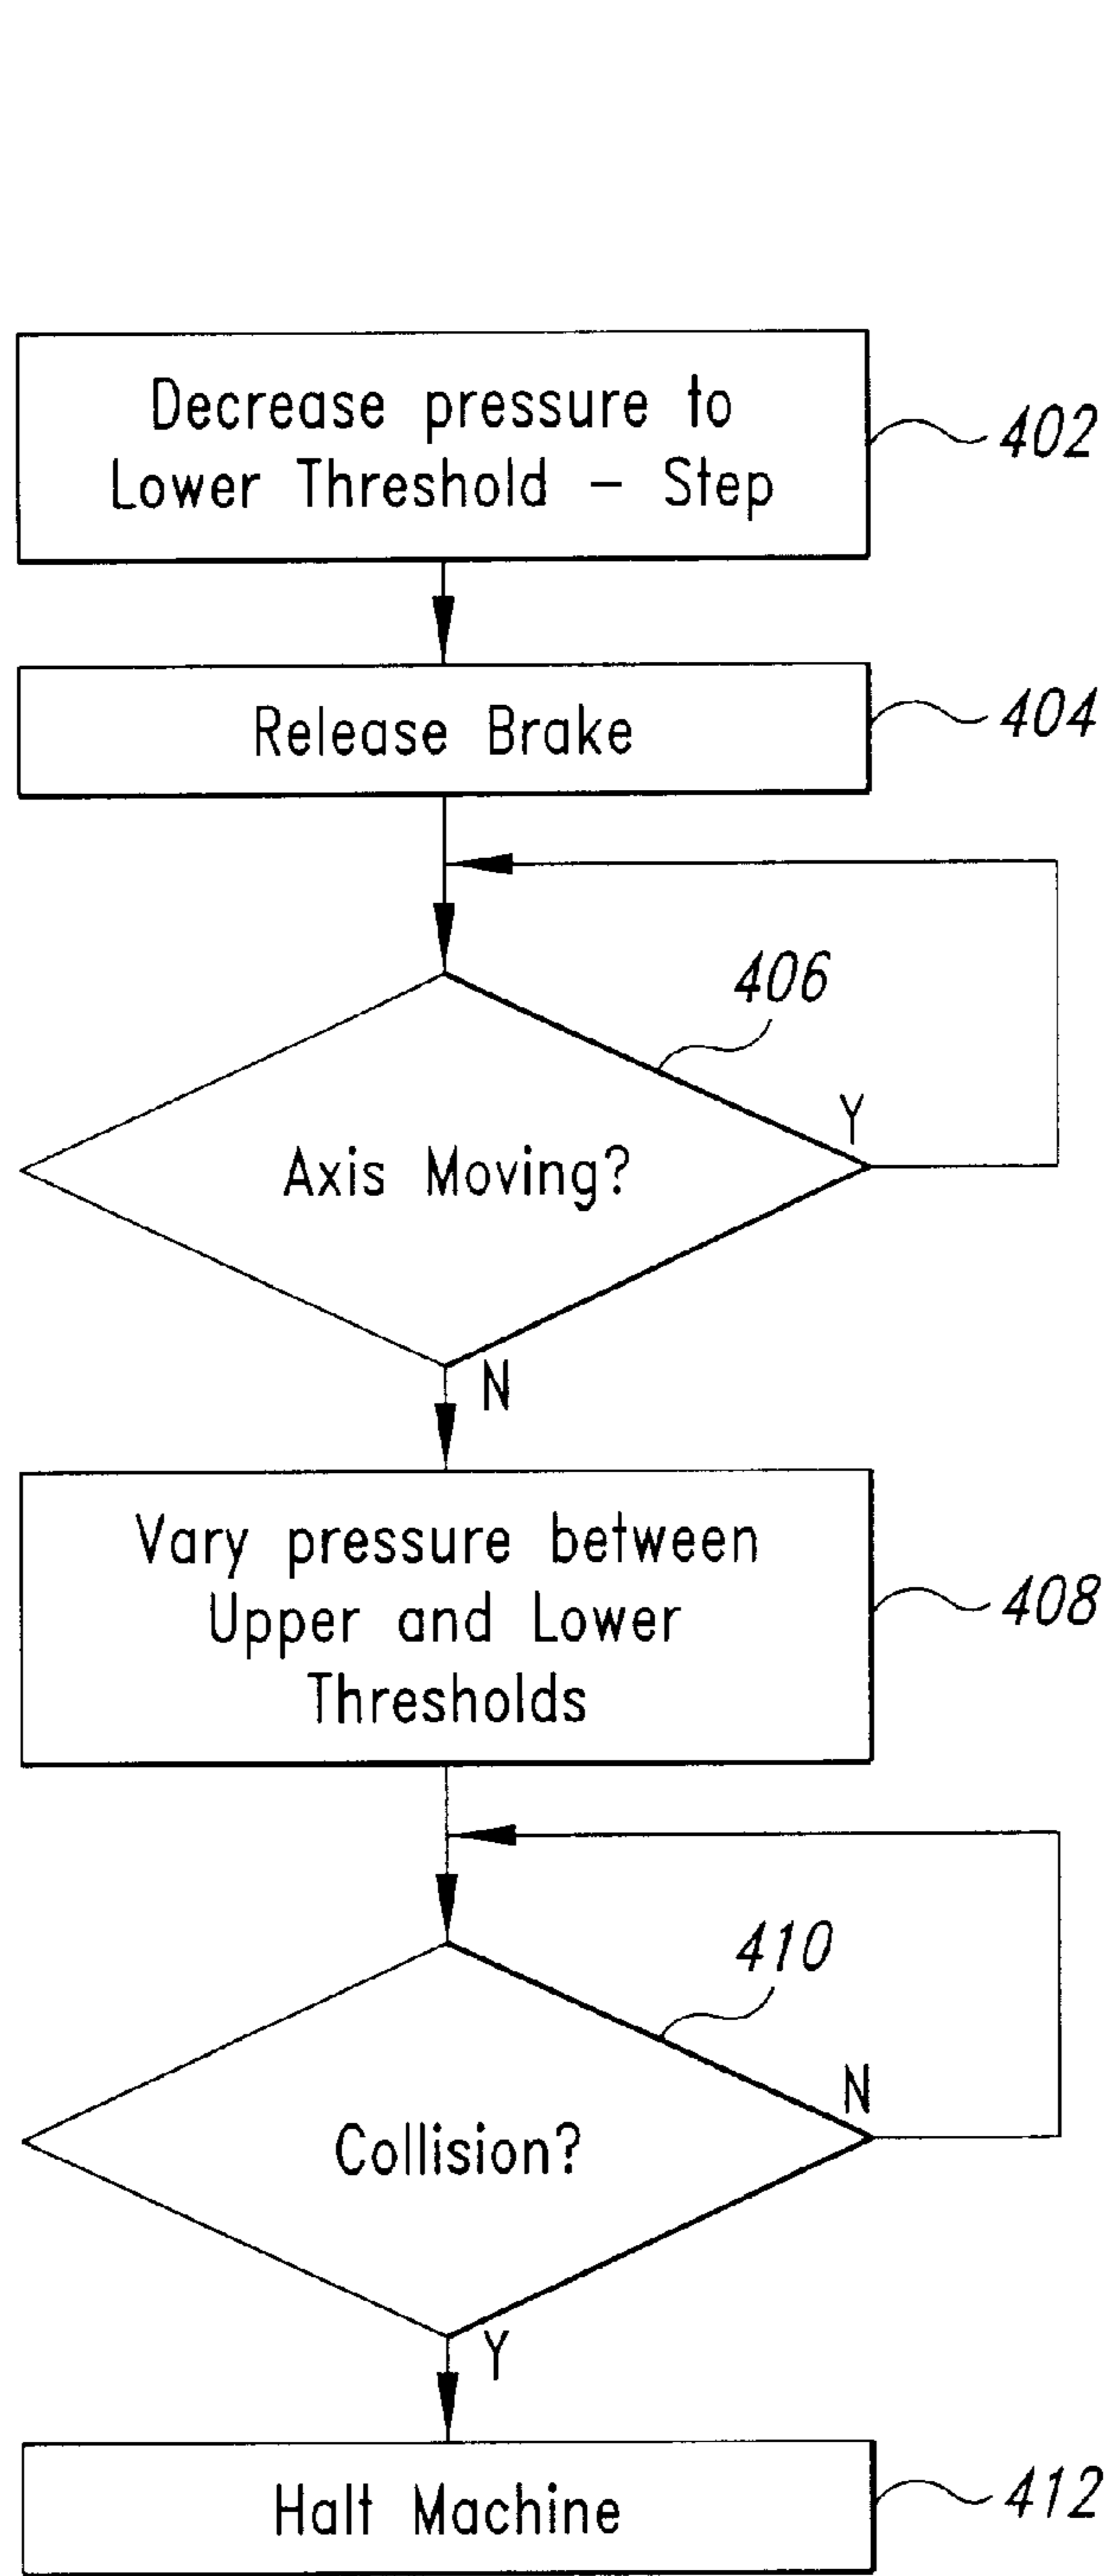 Decrease pressure to
Lower Threshold – Step
402
Release Brake
404
406
Y
Axis Moving?
N
Vary pressure between
Upper and Lower
Thresholds
408
410
N
Collision?
Y
Halt Machine
412